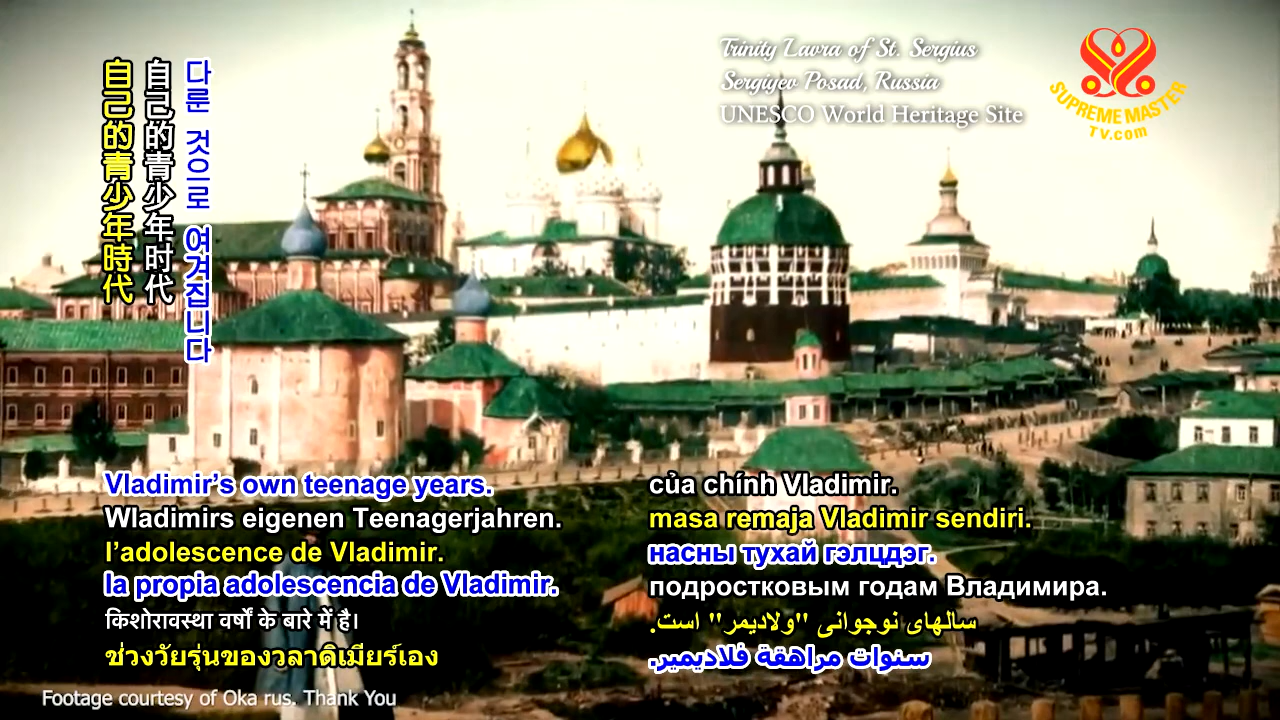 Trinity Lavra of St. Sergius
Sergiyev Posad, Russia
UNESCO World Heritage Site
SUPREME MASTER
TV.com
다룬 것으로 여겨집니다
自己的青少年时代
自己的青少年時代
Vladimir's own teenage years.
Wladimirs eigenen Teenagerjahren.
l'adolescence de Vladimir.
la propia adolescencia de Vladimir.
किशोरावस्था वर्षों के बारे में है।
ช่วงวัยรุ่นของวลาดิเมียร์เอง
của chính Vladimir.
masa remaja Vladimir sendiri.
насны тухай гэлцдэг.
подростковым годам Владимира.
سالهای نوجوانی "ولادیمر" است.
سنوات مراهقة فلاديمير.
Footage courtesy of Oka rus. Thank You